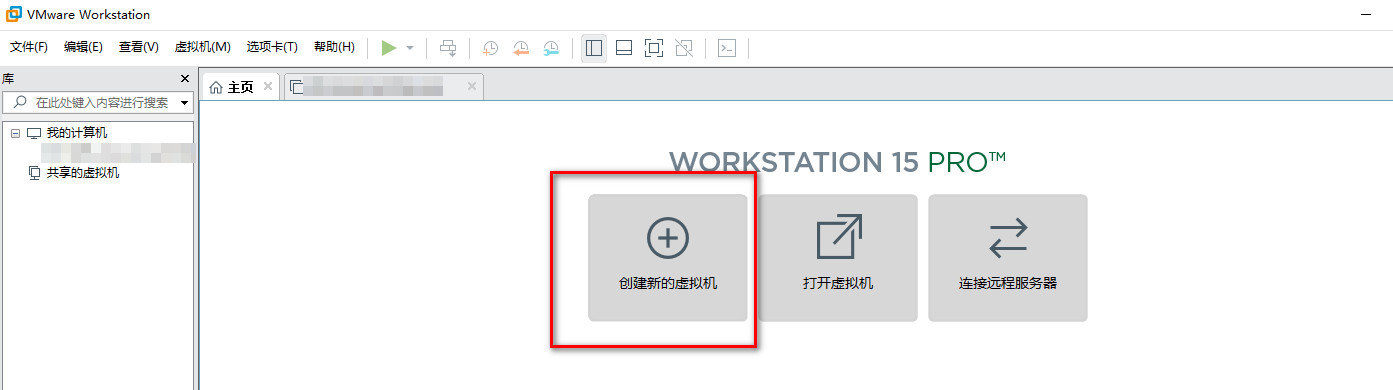 VMware Workstation
文件(F) 编辑(E) 查看(V) 虚拟机(M) 选项卡(T) 帮助(H)
库
主页
在此处键入内容进行搜索
我的计算机
共享的虚拟机
WORKSTATION 15 PRO™
创建新的虚拟机 打开虚拟机 连接远程服务器